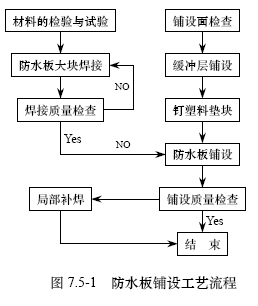 材料的检验与试验
铺设面检查
防水板大块焊接
缓冲层铺设
NO
焊接质量检查
钉塑料垫块
Yes
NO
防水板铺设
局部补焊
铺设质量检查
Yes
结 束
图 7.5-1 防水板铺设工艺流程